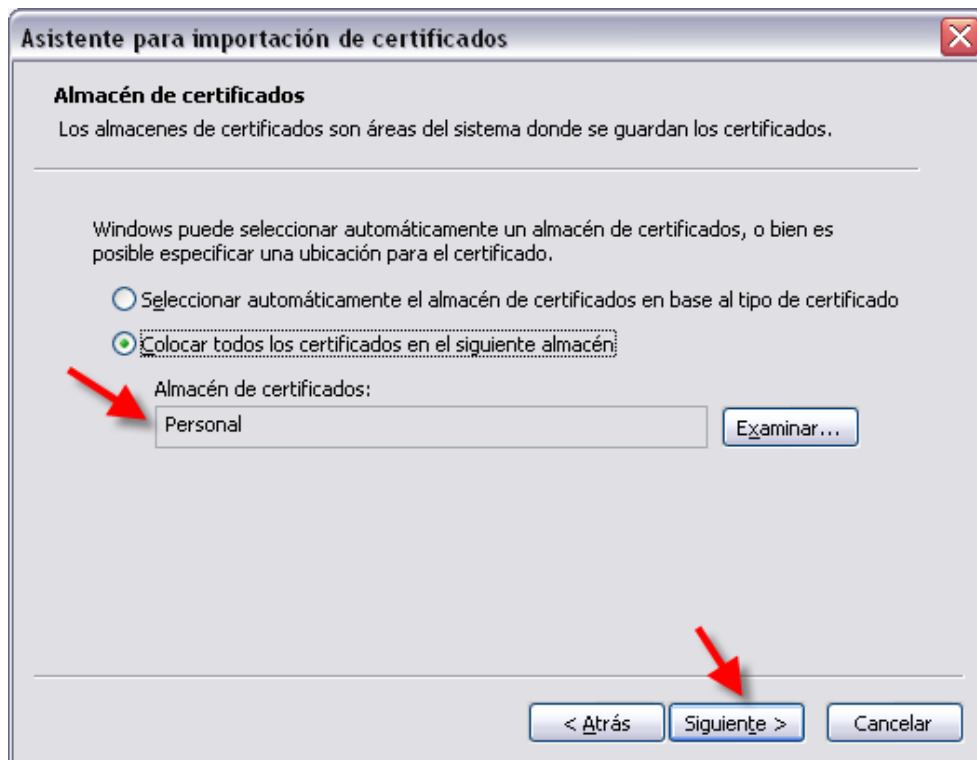 Asistente para importación de certificados
Almacén de certificados
Los almacenes de certificados son áreas del sistema donde se guardan los certificados.
Windows puede seleccionar automáticamente un almacén de certificados, o bien es
posible especificar una ubicación para el certificado.
Seleccionar automáticamente el almacén de certificados en base al tipo de certificado
Colocar todos los certificados en el siguiente almacén
Almacén de certificados:
Personal
Examinar...
< Atrás
Siguiente >
Cancelar